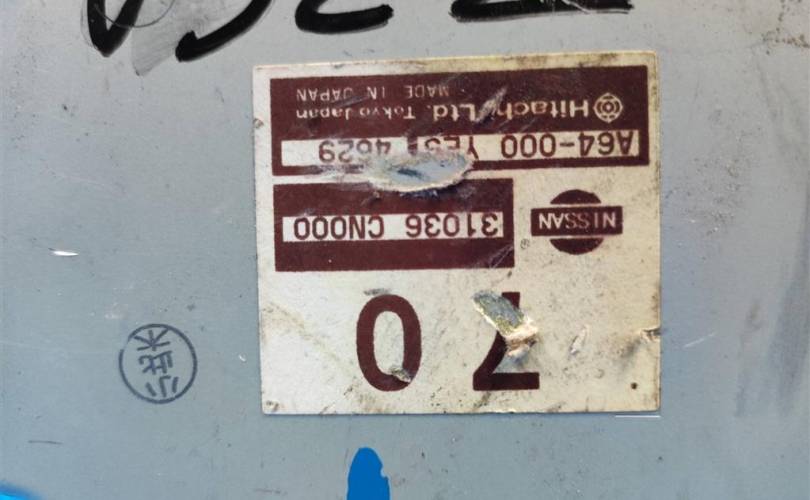 70
NISSAN 31036 CN000
A64-000 4629
Hitachi, Ltd. Tokyo Japan
MADE IN JAPAN